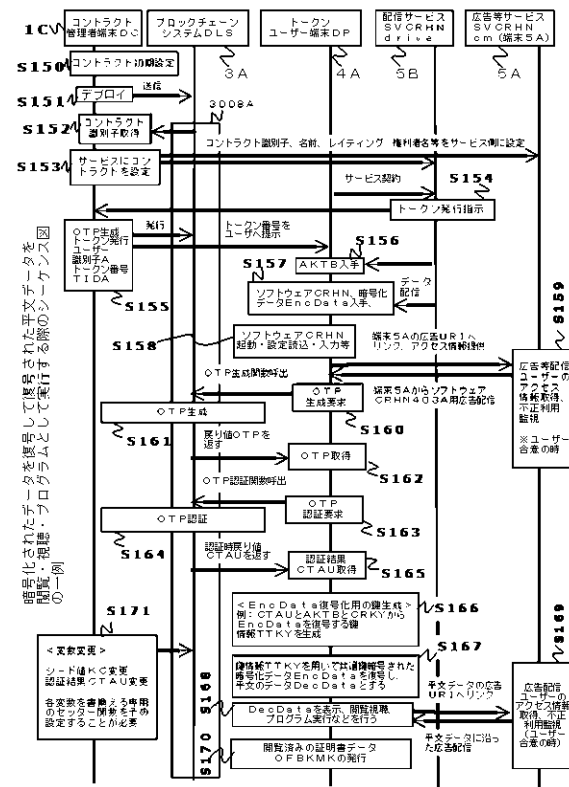 1C
コントラクト
管理者端末DC
ブロックチェーン
システムDLS
トークン
ユーザー端末DP
配信サービス
SVCRHN
drive
広告等サービス
SVCRHN
cm(端末5A)
3A
4A
5B
5A
S150
コントラクト初期設定
S151
デプロイ
送信
3008A
S152
コントラクト
識別子取得
コントラクト識別子、名前、レイティング 権利者名等をサービス側に設定
S153
サービスにコント
ラクトを設定
サービス契約
S154
トークン発行指示
OTP生成
トークン発行
ユーザー
識別子A
トークン番号
TIDA
発行
トークン番号を
ユーザへ提示
S155
S156
AKTB入手
S157
データ
配信
ソフトウェアCRHN、暗号化
データEncData入手、
S158
ソフトウェアCRHN
起動・設定読込・入力等
端末5Aの広告URIへ
リンク、アクセス情報提供
S159
広告等配信
ユーザーの
アクセス
情報取得、
不正利用
監視
※ユーザー
合意の時
OTP生成関数呼出
OTP
生成要求
端末5Aからソフトウェア
CRHN403A用広告配信
S160
OTP生成
S161
戻り値OTPを
返す
OTP取得
S162
OTP認証関数呼出
OTP
認証要求
S163
OTP認証
S164
認証時戻り値
CTAUを返す
認証結果
CTAU取得
S165
S171
<EncData復号化用の鍵生成>
例:CTAUとAKTBとCRKYから
EncDataを復号する鍵
情報TTKYを生成
S166
<変数変更>
シード値KC変更
認証結果CTAU変更
各変数を書換える専用
のセッター関数をその
設定することが必要
S167
鍵情報TTKYを用いて共通鍵暗号された
暗号化データEncDataを復号し、
平文のデータDecDataとする
平文データの広告
URIへリンク
S168
DecDataを表示、閲覧視聴、
プログラム実行などを行う
S169
広告配信
ユーザーの
アクセス情報
取得、不正
利用監視
(ユーザー
合意の時)
S170
閲覧済みの証明書データ
OFBKMKの発行
平文データに沿っ
た広告配信
暗号化されたデータを復号して復号された平文データを
閲覧・視聴・プログラムとして実行する際のシーケンス図
の一例